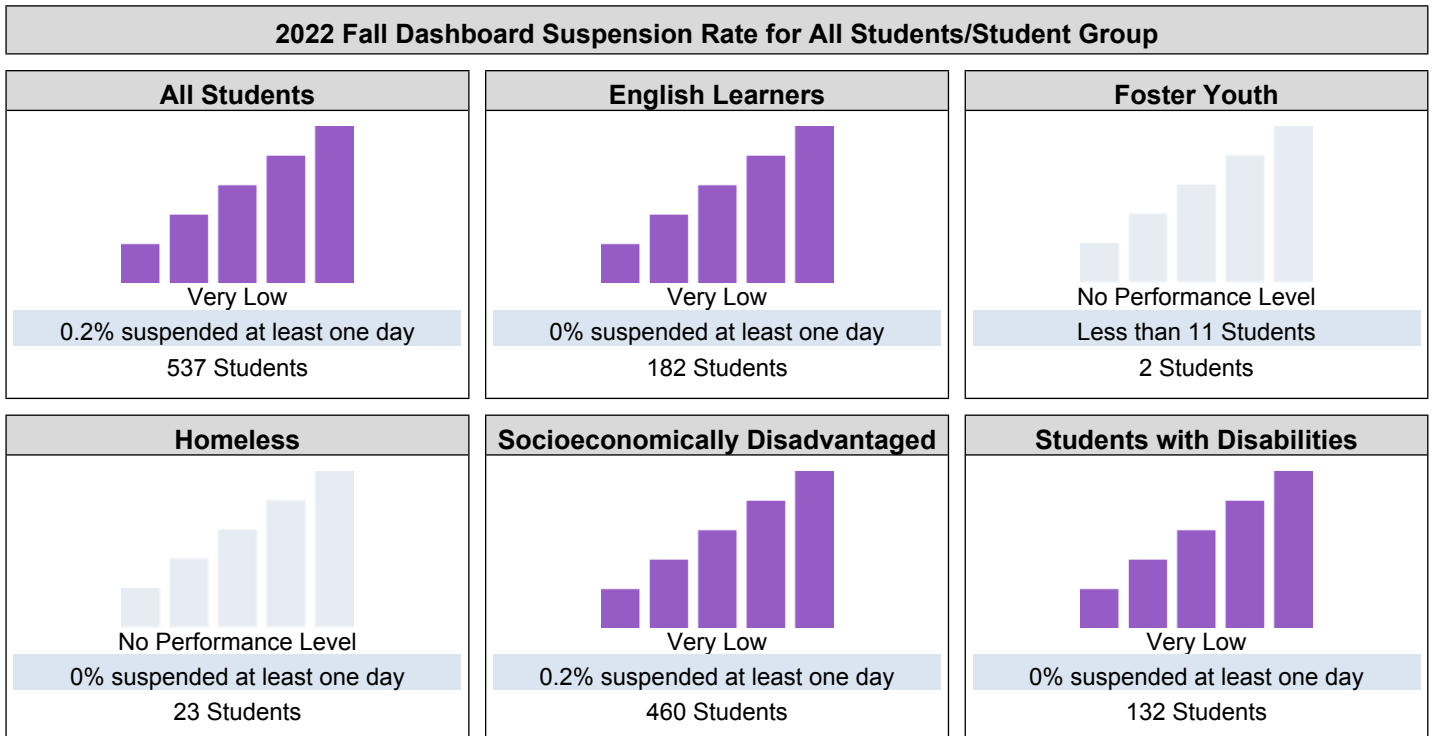 2022 Fall Dashboard Suspension Rate for All Students/Student Group
All Students
Very Low
0.2% suspended at least one day
537 Students
English Learners
Very Low
0% suspended at least one day
182 Students
Foster Youth
No Performance Level
Less than 11 Students
2 Students
Homeless
No Performance Level
0% suspended at least one day
23 Students
Socioeconomically Disadvantaged
Very Low
0.2% suspended at least one day
460 Students
Students with Disabilities
Very Low
0% suspended at least one day
132 Students